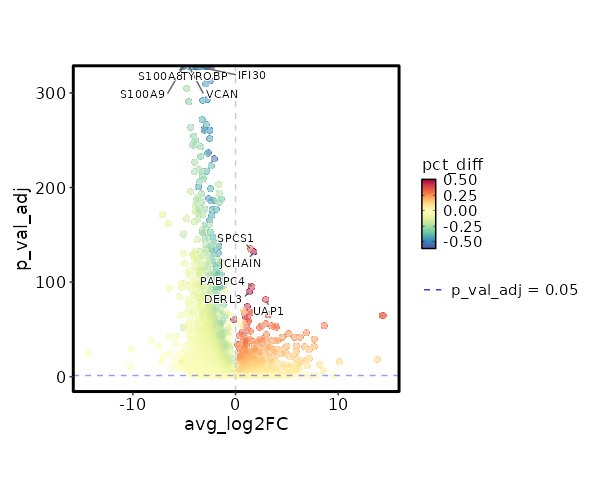 S100A8 TYROBP IFI30
S100A9 VCAN
SPCS1
JCHAIN
PABPC4
DERL3
UAP1
300
200
100
0
p_val_adj
-10 0 10
avg_log2FC
pct_diff
0.50
0.25
0.00
-0.25
-0.50
p_val_adj = 0.05